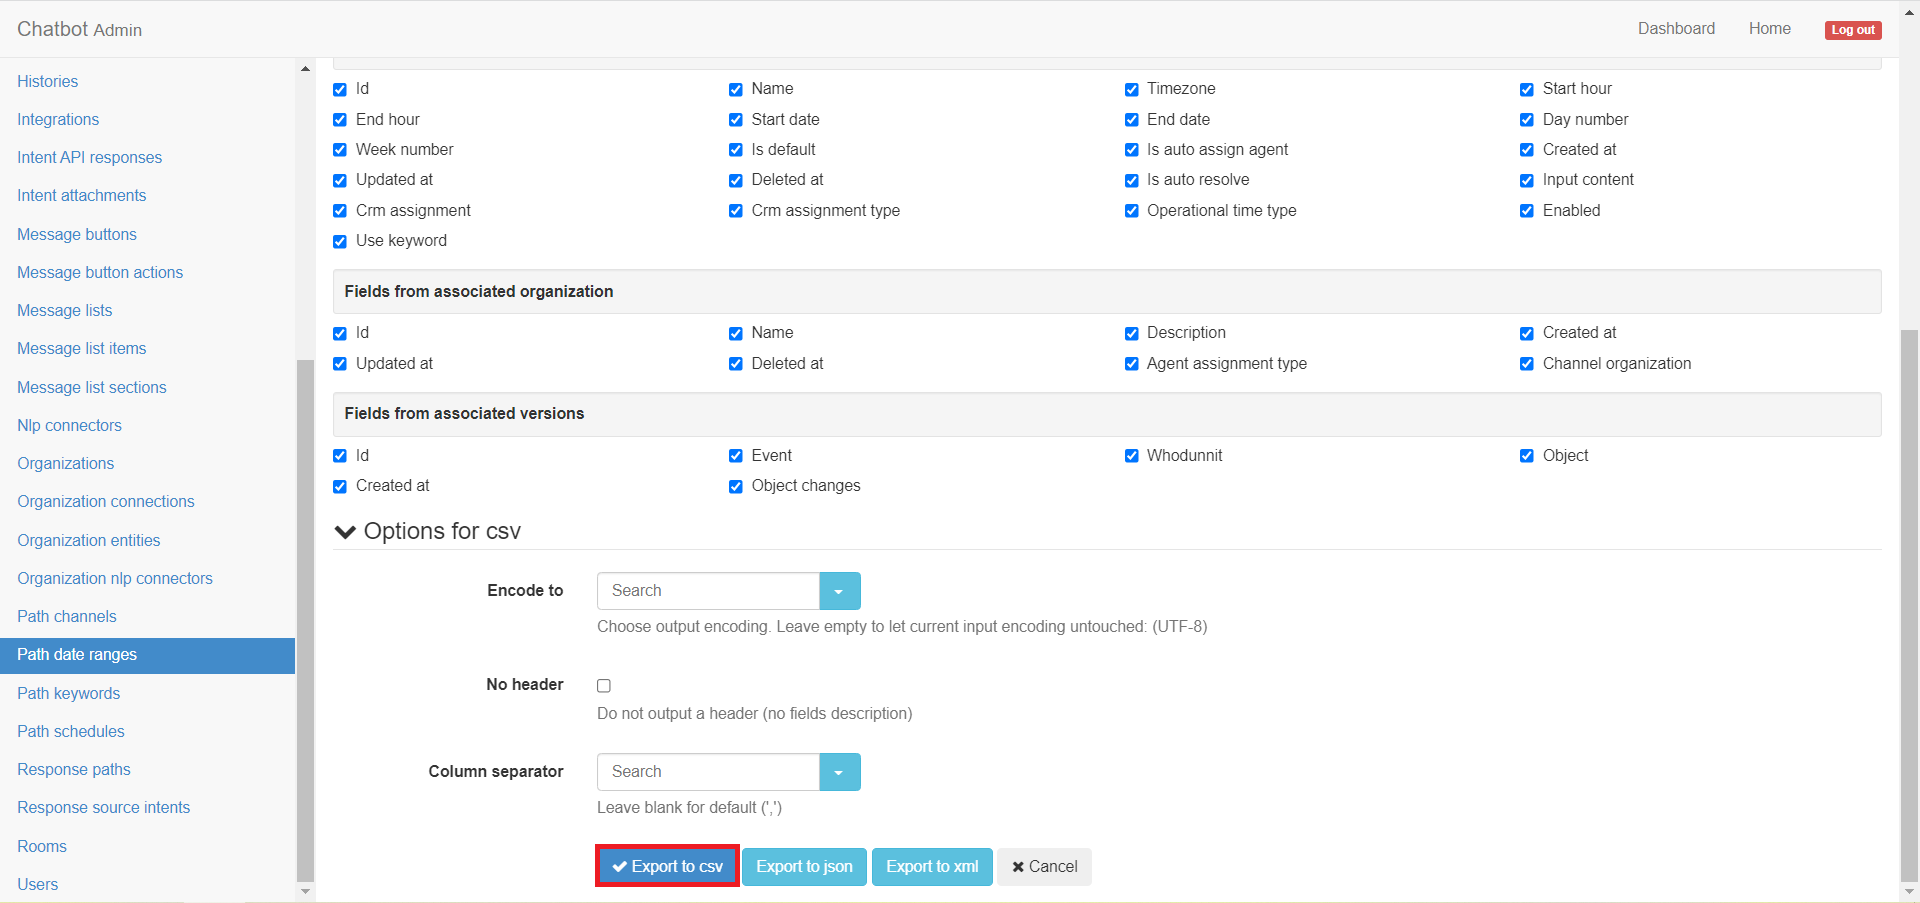 Chatbot Admin
Dashboard
Home
Log out
Histories
Integrations
Intent API responses
Intent attachments
Message buttons
Message button actions
Message lists
Message list items
Message list sections
Nlp connectors
Organizations
Organization connections
Organization entities
Organization nlp connectors
Path channels
Path date ranges
Path keywords
Path schedules
Response paths
Response source intents
Rooms
Users
Id Name Timezone Start hour
End hour Start date End date Day number
Week number Is default Is auto assign agent Created at
Updated at Deleted at Is auto resolve Input content
Crm assignment Crm assignment type Operational time type Enabled
Use keyword
Fields from associated organization
Id Name Description Created at
Updated at Deleted at Agent assignment type Channel organization
Fields from associated versions
Id Event Whodunnit Object
Created at Object changes
Options for csv
Encode to Search
Choose output encoding. Leave empty to let current input encoding untouched: (UTF-8)
No header
Do not output a header (no fields description)
Column separator Search
Leave blank for default (',')
Export to csv Export to json Export to xml Cancel